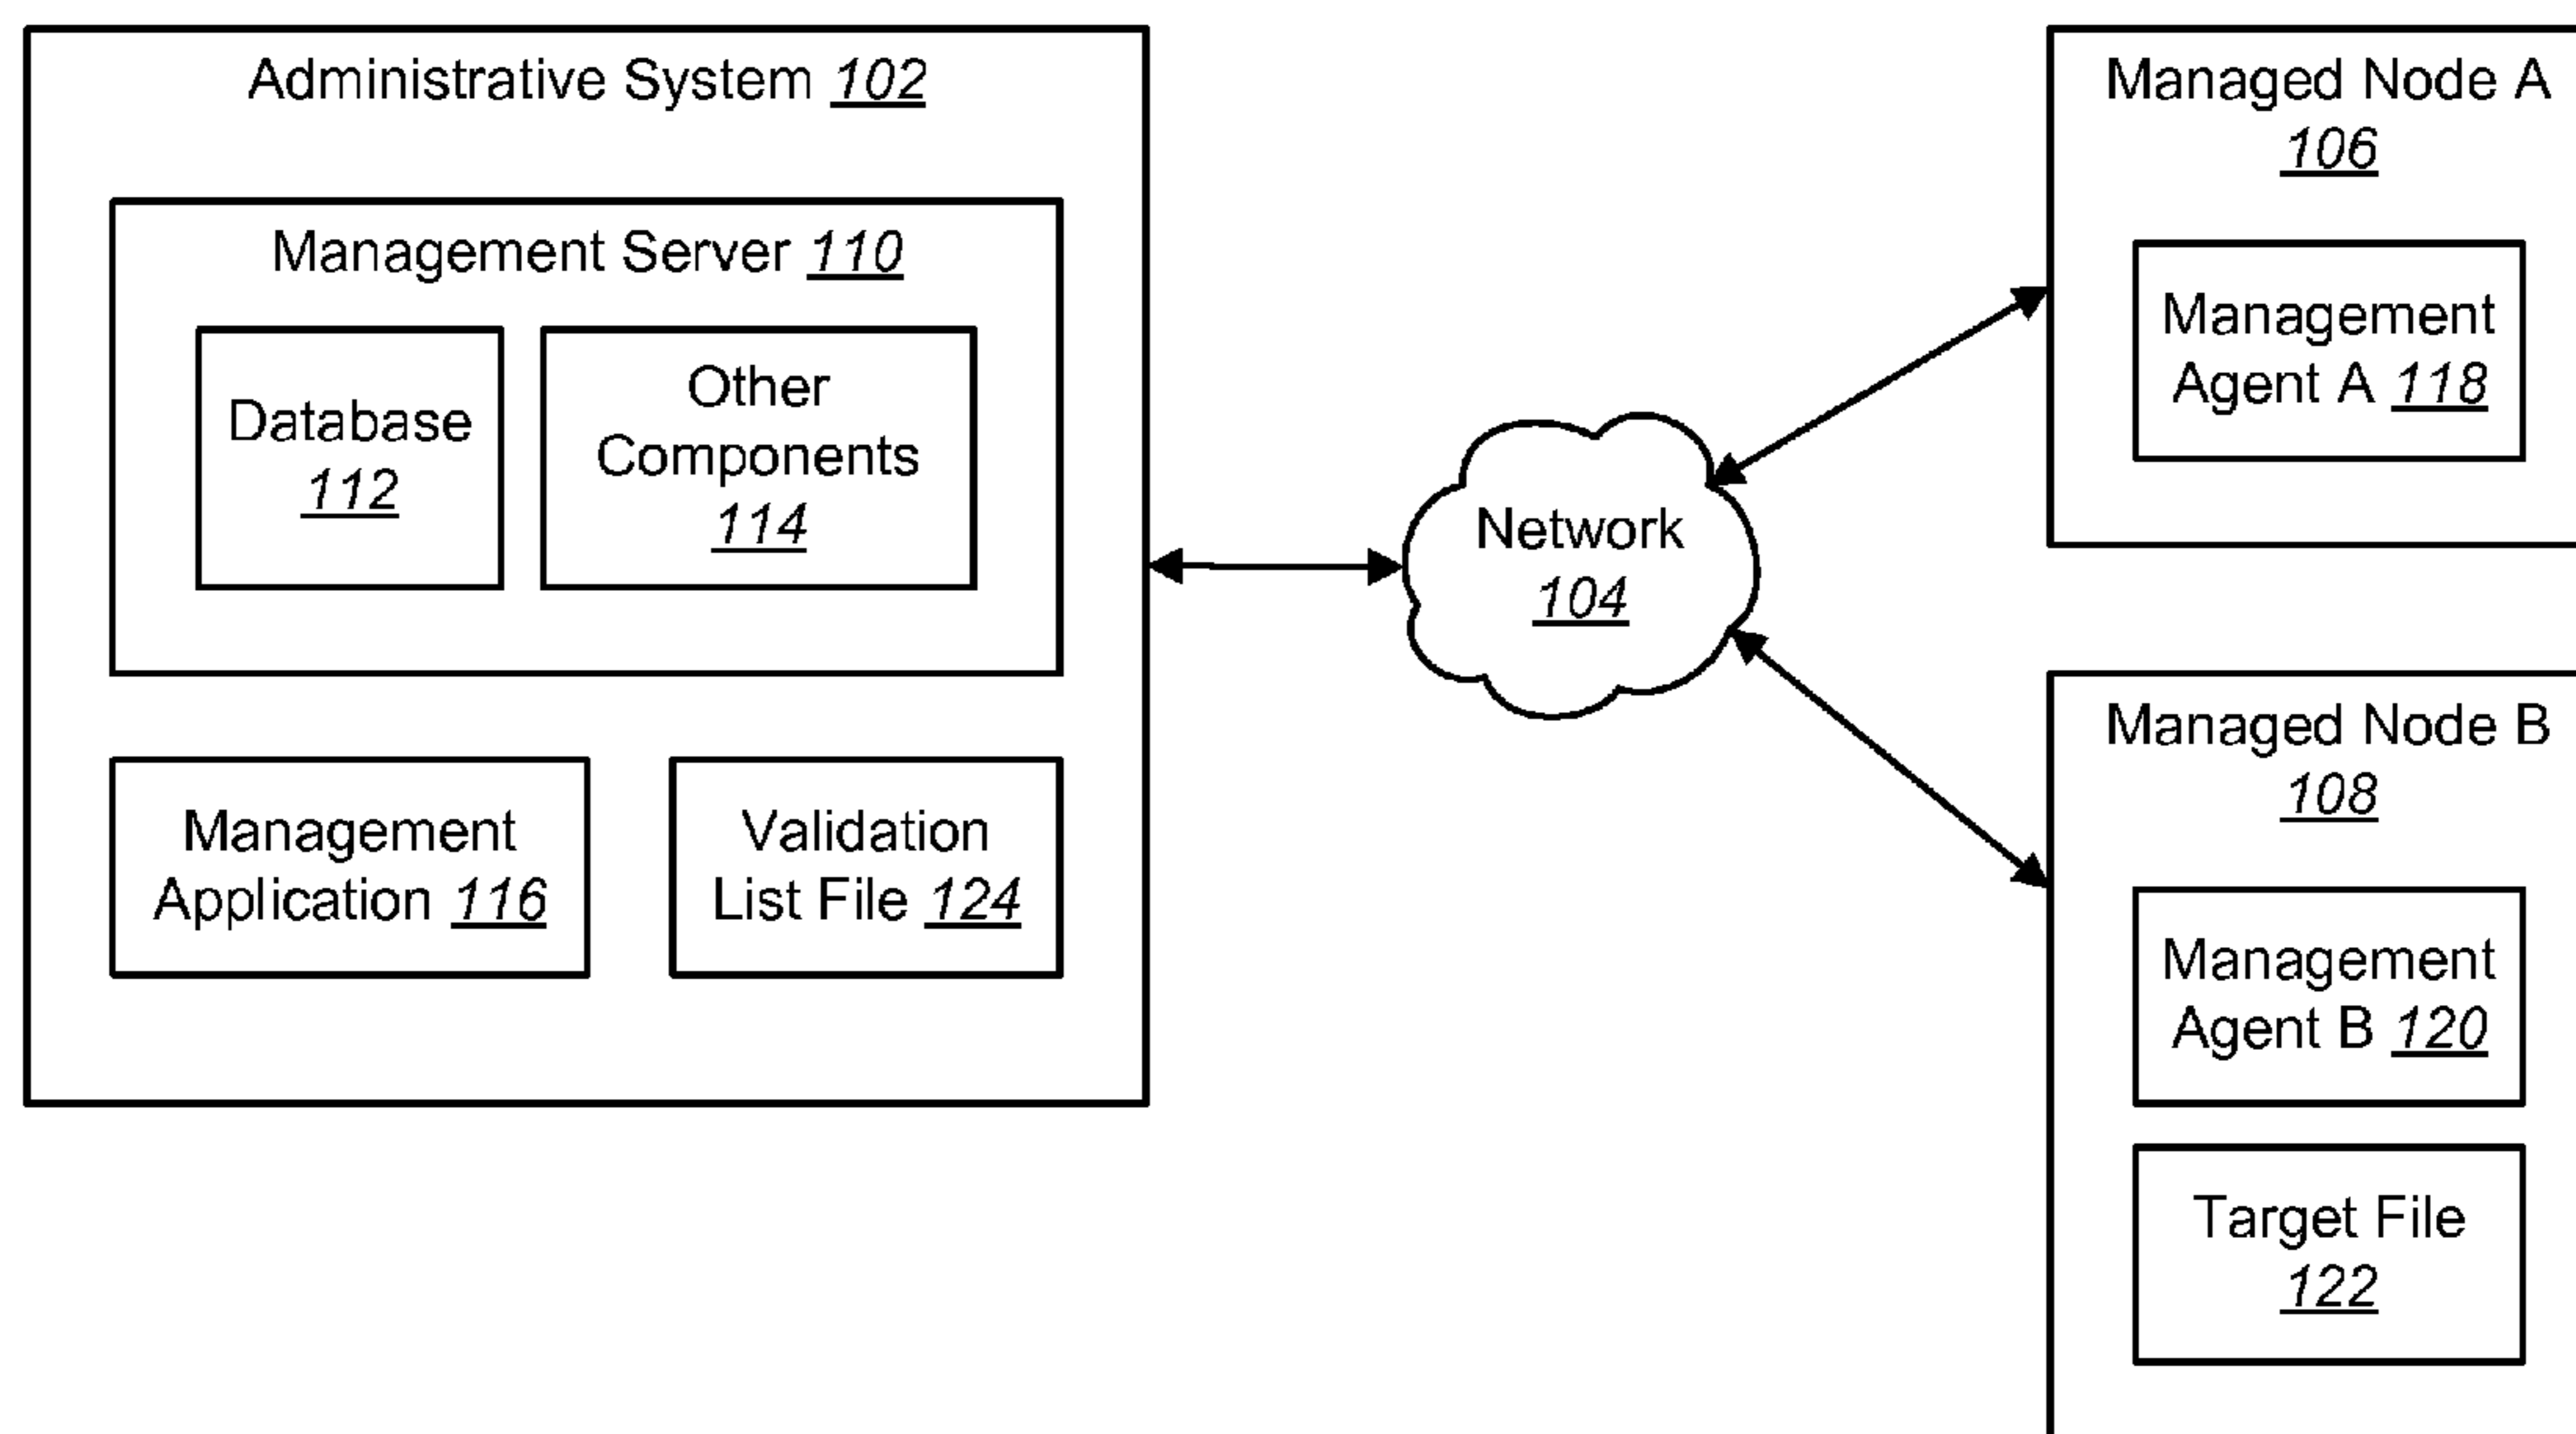 Administrative System 102
Management Server 110
Database
112
Other
Components
114
Management
Application 116
Validation
List File 124
Network
104
Managed Node A
106
Management
Agent A 118
Managed Node B
108
Management
Agent B 120
Target File
122